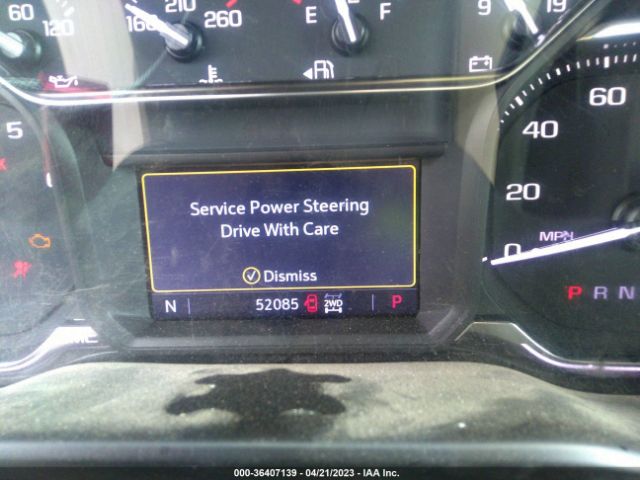 60 120
160 210 260
E F
9 19
5
60
40
20
0
MPH
Service Power Steering
Drive With Care
Dismiss
N 52085 2WD P
P R N
000-36407139 - 04/21/2023 - IAA Inc.